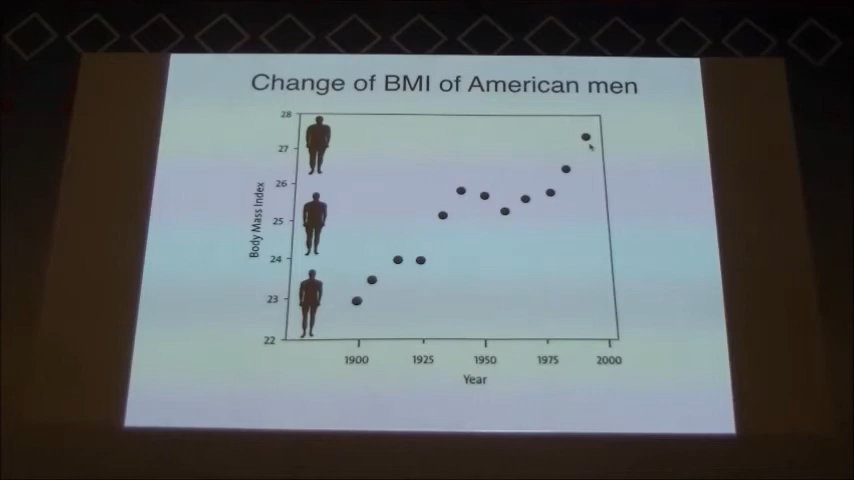 Change of BMI of American men
28
27
26
25
24
23
22
Body Mass Index
1900 1925 1950 1975 2000
Year